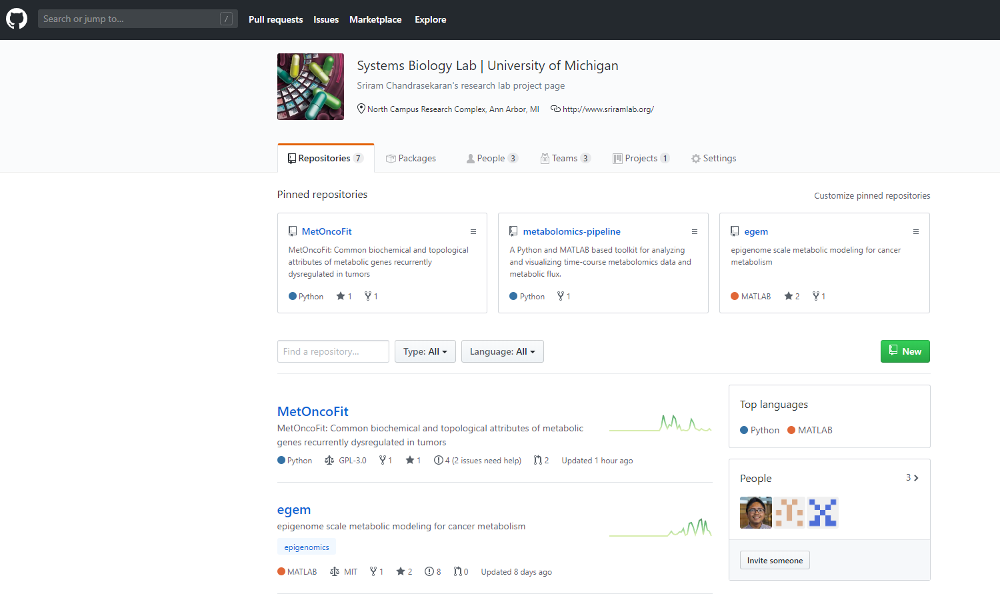 Search or jump to...
/
Pull requests
Issues
Marketplace
Explore
Systems Biology Lab | University of Michigan
Sriram Chandrasekaran's research lab project page
North Campus Research Complex, Ann Arbor, MI
http://www.sriramlab.org/
Repositories 7
Packages
People 3
Teams 3
Projects 1
Settings
Pinned repositories
Customize pinned repositories
MetOncoFit
MetOncoFit: Common biochemical and topological
attributes of metabolic genes recurrently
dysregulated in tumors
Python
1
1
metabolomics-pipeline
A Python and MATLAB based toolkit for analyzing
and visualizing time-course metabolomics data and
metabolic flux.
Python
1
egem
epigenome scale metabolic modeling for cancer
metabolism
MATLAB
2
1
Find a repository...
Type: All
Language: All
New
MetOncoFit
MetOncoFit: Common biochemical and topological attributes of metabolic
genes recurrently dysregulated in tumors
Python
GPL-3.0
1
1
4 (2 issues need help)
2
Updated 1 hour ago
egem
epigenome scale metabolic modeling for cancer metabolism
epigenomics
MATLAB
MIT
1
2
8
0
Updated 8 days ago
Top languages
Python
MATLAB
People
3
Invite someone